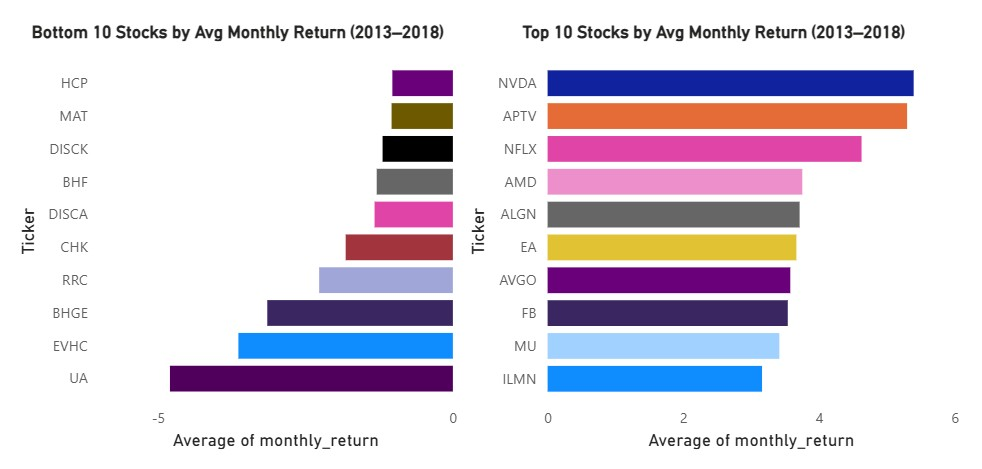 Bottom 10 Stocks by Avg Monthly Return (2013–2018)
HCP
MAT
DISCK
BHF
DISCA
CHK
RRC
BHGE
EVHC
UA
Ticker
-5 0
Average of monthly_return
Top 10 Stocks by Avg Monthly Return (2013–2018)
NVDA
APTV
NFLX
AMD
ALGN
EA
AVGO
FB
MU
ILMN
Ticker
0 2 4 6
Average of monthly_return